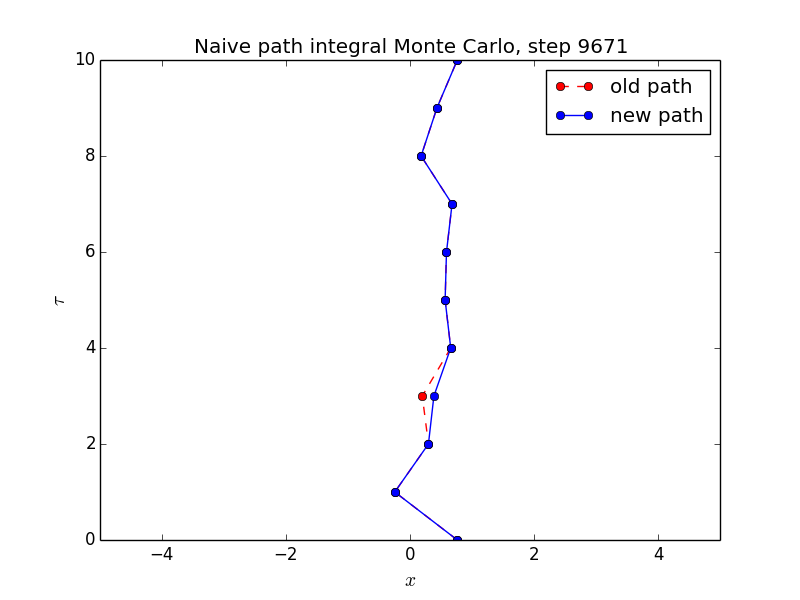 Naive path integral Monte Carlo, step 9671
10
old path
new path
8
6
τ
4
2
0
−4
−2
0
2
4
x